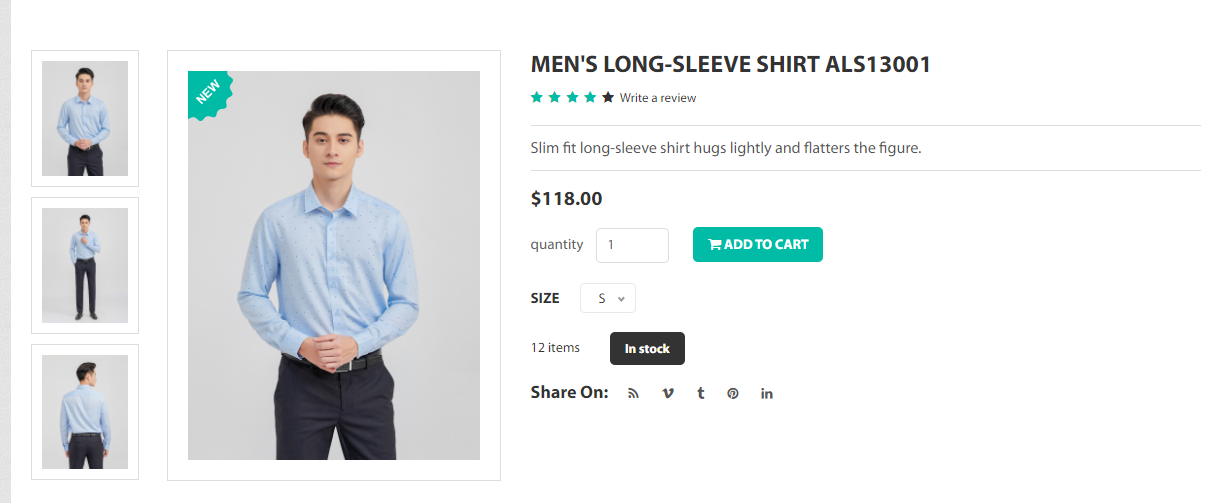 NEW
MEN'S LONG-SLEEVE SHIRT ALS13001
Write a review
Slim fit long-sleeve shirt hugs lightly and flatters the figure.
$118.00
quantity 1 ADD TO CART
SIZE S
12 items In stock
Share On: